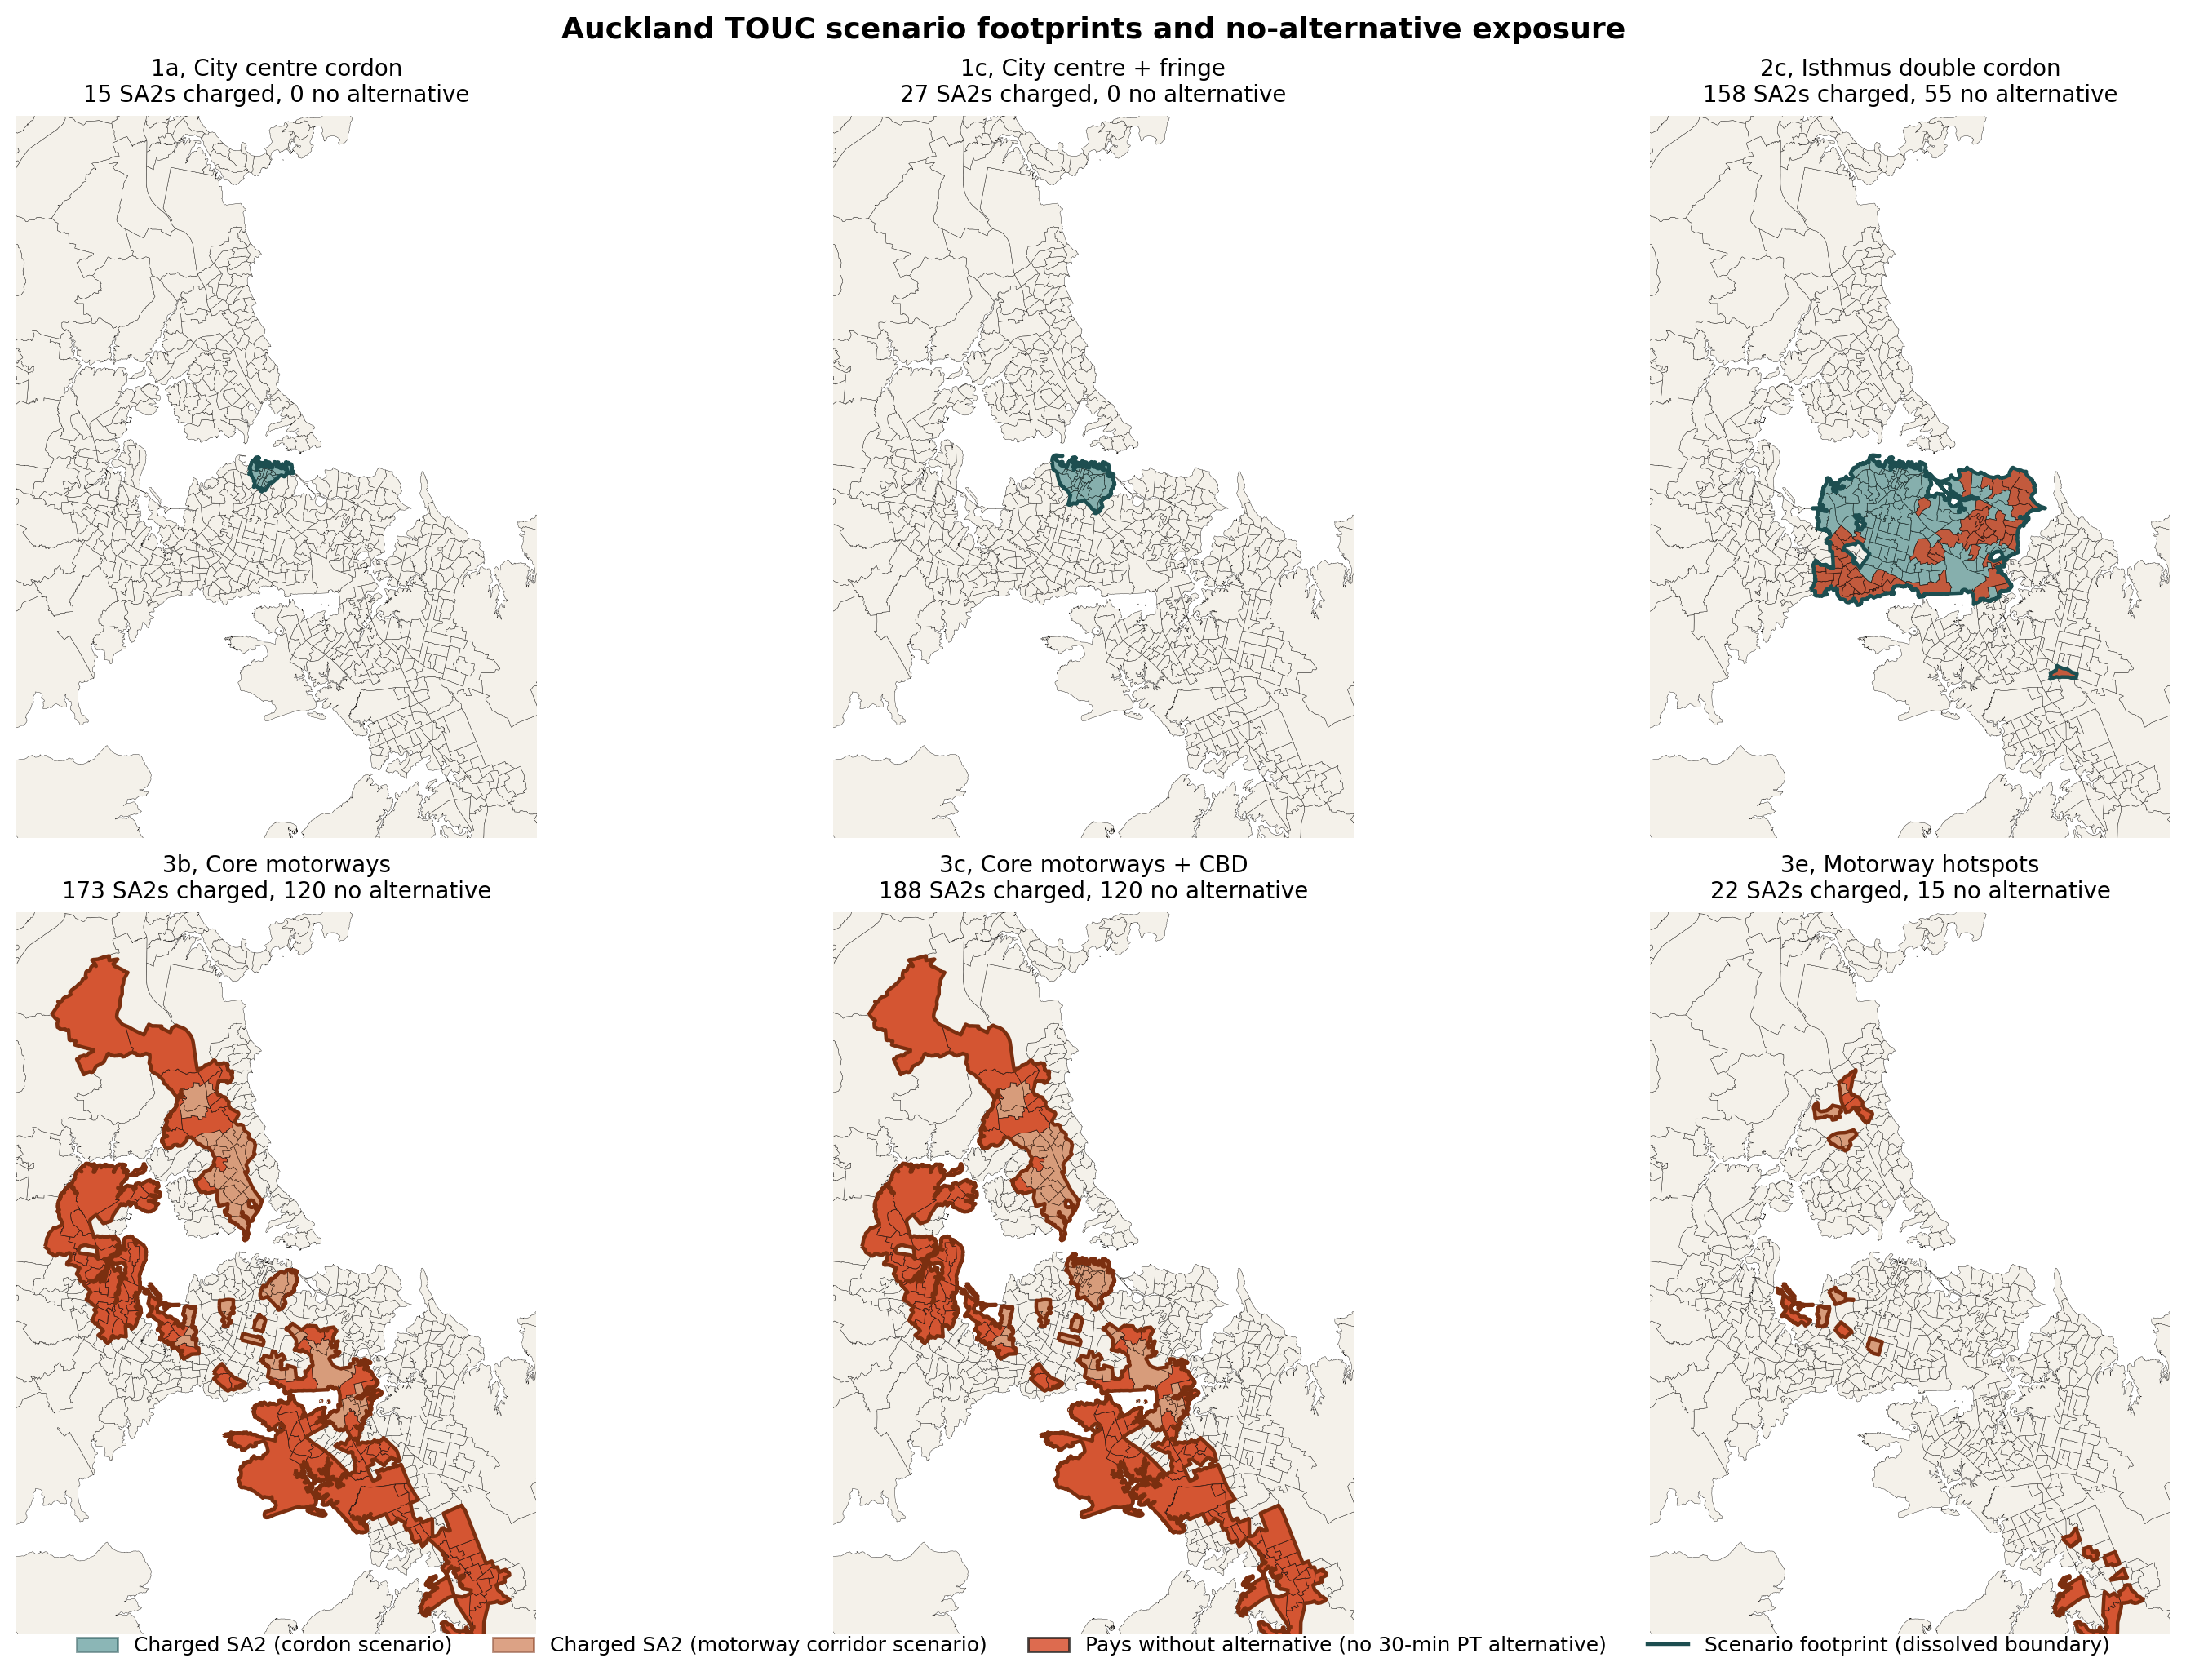 Auckland TOUC scenario footprints and no-alternative exposure
1a, City centre cordon
15 SA2s charged, 0 no alternative
1c, City centre + fringe
27 SA2s charged, 0 no alternative
2c, Isthmus double cordon
158 SA2s charged, 55 no alternative
3b, Core motorways
173 SA2s charged, 120 no alternative
3c, Core motorways + CBD
188 SA2s charged, 120 no alternative
3e, Motorway hotspots
22 SA2s charged, 15 no alternative
Charged SA2 (cordon scenario)
Charged SA2 (motorway corridor scenario)
Pays without alternative (no 30-min PT alternative)
Scenario footprint (dissolved boundary)